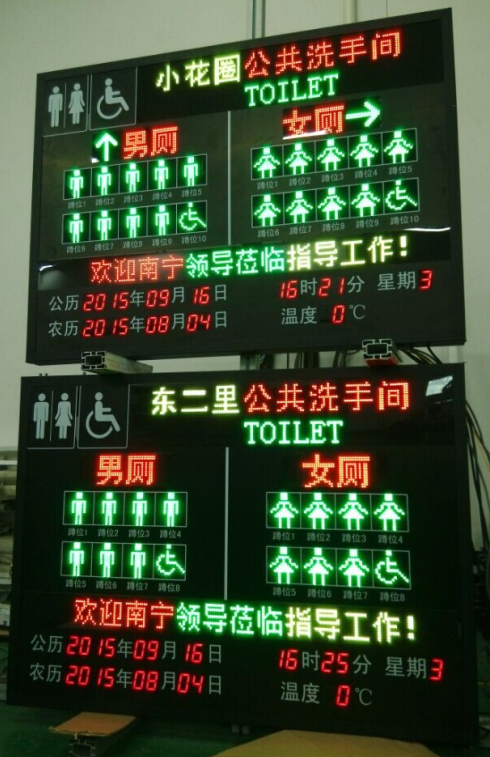 小花圈公共洗手间
TOILET
男厕 女厕
蹲位1 蹲位2 蹲位3 蹲位4 蹲位5 蹲位1 蹲位2 蹲位3 蹲位4 蹲位5
蹲位6 蹲位7 蹲位8 蹲位9 蹲位10 蹲位6 蹲位7 蹲位8 蹲位9 蹲位10
欢迎南宁领导莅临指导工作!
公历2015年09月16日 16时21分 星期3
农历2015年08月04日 温度 0℃
东二里公共洗手间
TOILET
男厕 女厕
蹲位1 蹲位2 蹲位3 蹲位4 蹲位1 蹲位2 蹲位3 蹲位4
蹲位5 蹲位6 蹲位7 蹲位8 蹲位5 蹲位6 蹲位7 蹲位8
欢迎南宁领导莅临指导工作!
公历2015年09月16日 16时25分 星期3
农历2015年08月04日 温度 0℃